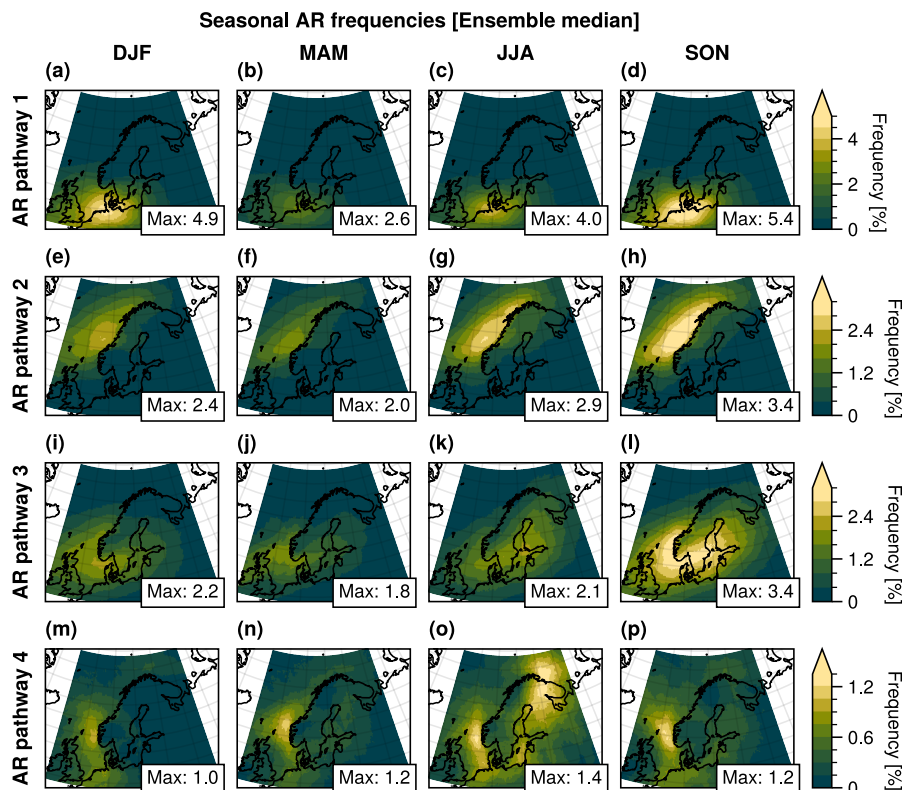 Seasonal AR frequencies [Ensemble median]
DJF MAM JJA SON
(a) (b) (c) (d)
AR pathway 1
Max: 4.9 Max: 2.6 Max: 4.0 Max: 5.4
4
2
0
Frequency [%]
(e) (f) (g) (h)
AR pathway 2
Max: 2.4 Max: 2.0 Max: 2.9 Max: 3.4
2.4
1.2
0
Frequency [%]
(i) (j) (k) (l)
AR pathway 3
Max: 2.2 Max: 1.8 Max: 2.1 Max: 3.4
2.4
1.2
0
Frequency [%]
(m) (n) (o) (p)
AR pathway 4
Max: 1.0 Max: 1.2 Max: 1.4 Max: 1.2
1.2
0.6
0
Frequency [%]